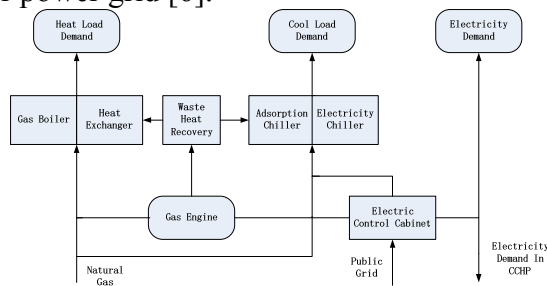 r power grid [6].
Heat Load
Demand
Cool Load
Demand
Electricity
Demand
Gas Boiler
Heat
Exchanger
Waste
Heat
Recovery
Adsorption
Chiller
Electricity
Chiller
Gas Engine
Electric
Control Cabinet
Natural
Gas
Public
Grid
Electricity
Demand In
CCHP